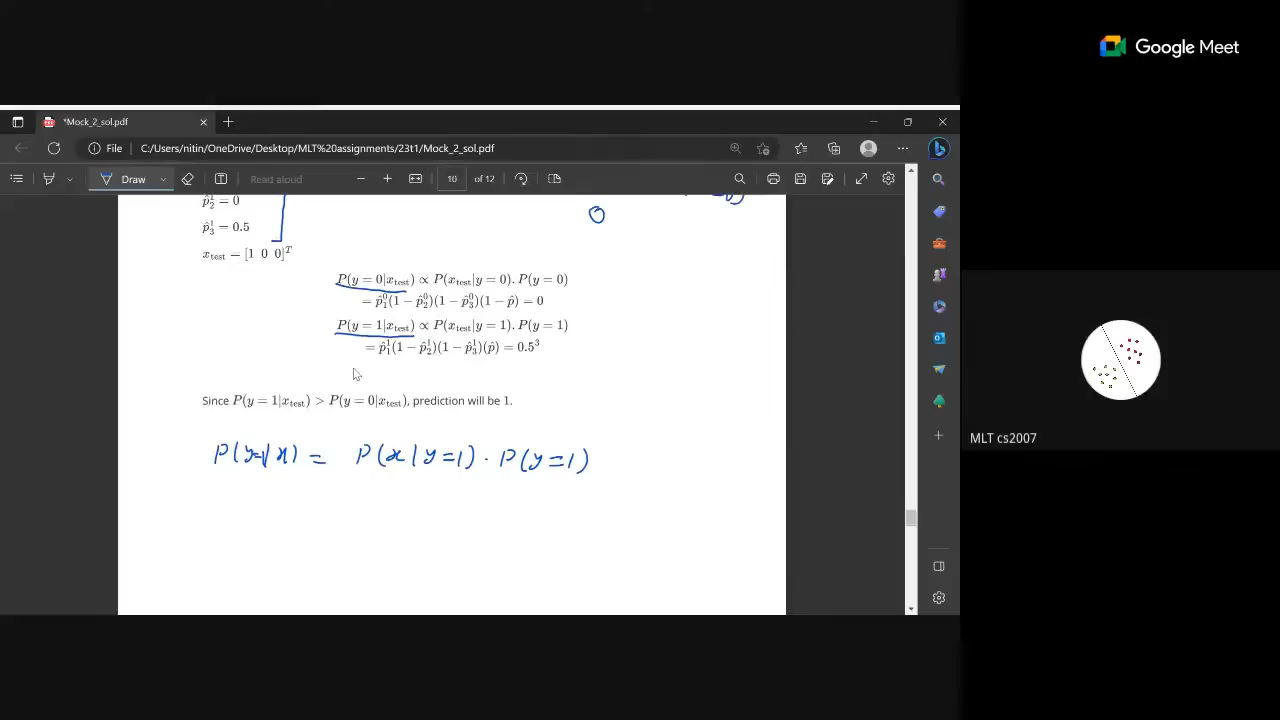 Google Meet
*Mock_2_sol.pdf
File C:/Users/nitin/OneDrive/Desktop/MLT%20assignments/23t1/Mock_2_sol.pdf
Draw Read aloud 10 of 12
p̂₂¹ = 0
0
p̂₃¹ = 0.5
x_test = [1 0 0]ᵀ
P(y = 0|x_test) ∝ P(x_test|y = 0). P(y = 0)
= p̂₁⁰(1 − p̂₂⁰)(1 − p̂₃⁰)(1 − p̂) = 0
P(y = 1|x_test) ∝ P(x_test|y = 1). P(y = 1)
= p̂₁¹(1 − p̂₂¹)(1 − p̂₃¹)(p̂) = 0.5³
Since P(y = 1|x_test) > P(y = 0|x_test), prediction will be 1.
P(y=1|x) = P(x|y=1) . P(y=1)
MLT cs2007